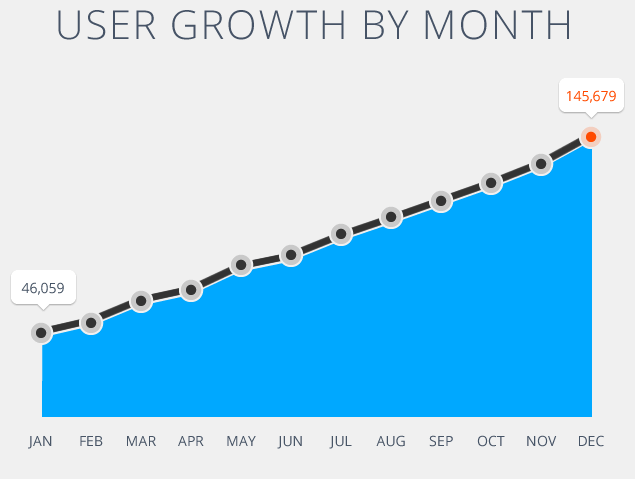 USER GROWTH BY MONTH
145,679
46,059
JAN FEB MAR APR MAY JUN JUL AUG SEP OCT NOV DEC